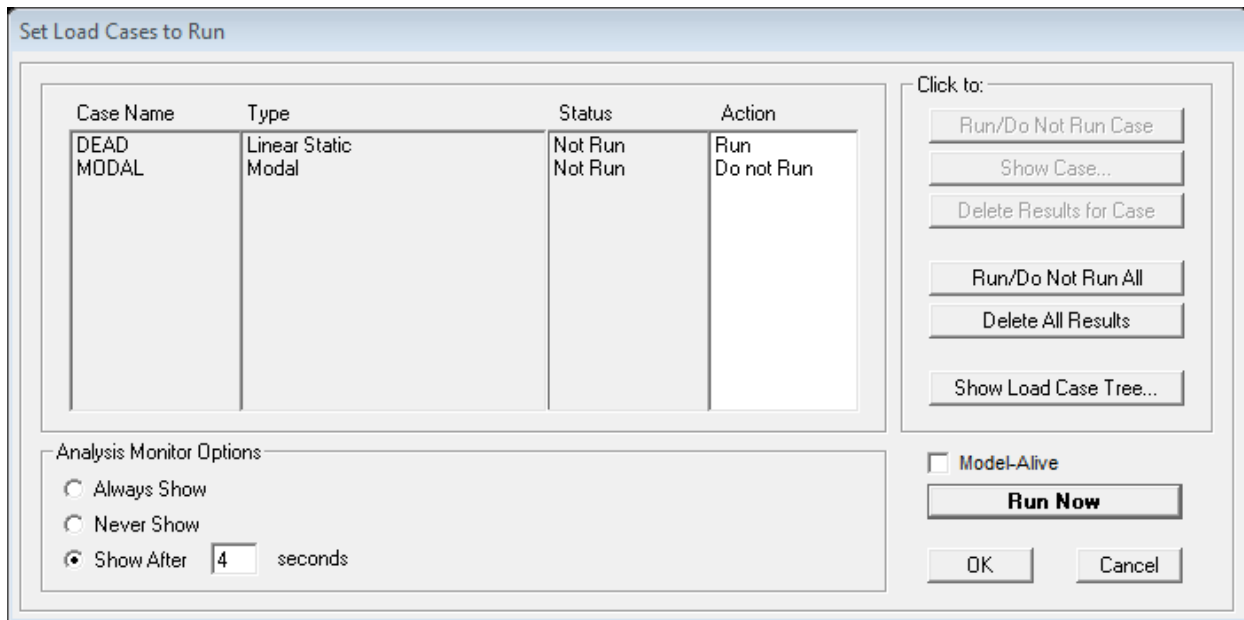 Set Load Cases to Run
Case Name Type Status Action
DEAD Linear Static Not Run Run
MODAL Modal Not Run Do not Run
Click to:
Run/Do Not Run Case
Show Case...
Delete Results for Case
Run/Do Not Run All
Delete All Results
Show Load Case Tree...
Analysis Monitor Options
Always Show
Never Show
Show After 4 seconds
Model-Alive
Run Now
OK Cancel